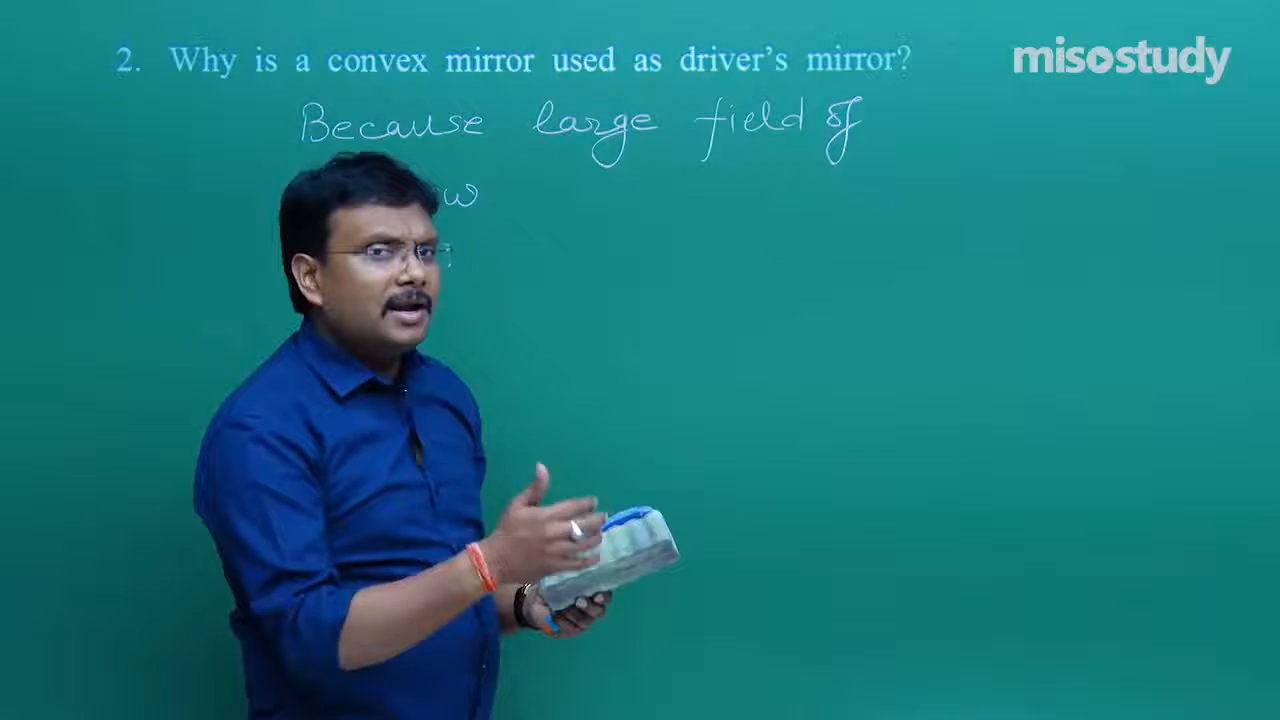 2. Why is a convex mirror used as driver's mirror?
misostudy
Because large field of